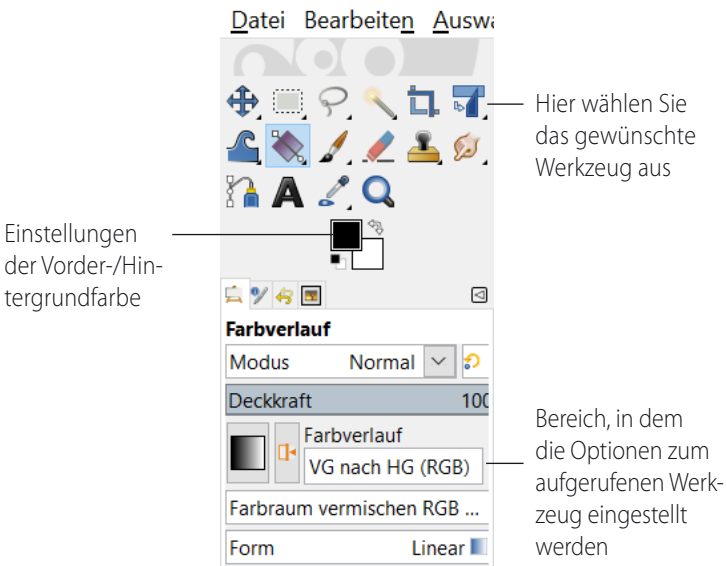 Datei Bearbeiten Auswa
Hier wählen Sie
das gewünschte
Werkzeug aus
Einstellungen
der Vorder-/Hin-
tergrundfarbe
Farbverlauf
Modus Normal
Deckkraft 100
Farbverlauf
VG nach HG (RGB)
Farbraum vermischen RGB ...
Form Linear
Bereich, in dem
die Optionen zum
aufgerufenen Werk-
zeug eingestellt
werden